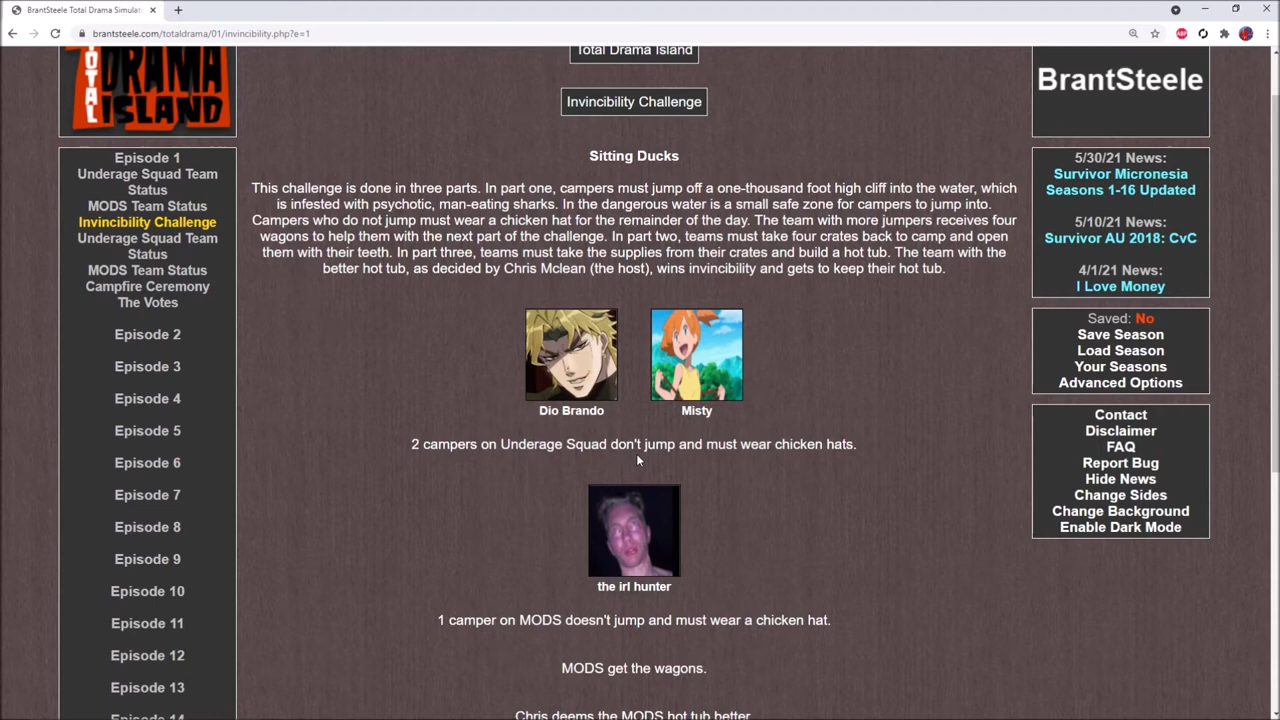 BrantSteele Total Drama Simulat
brantsteele.com/totaldrama/01/invincibility.php?e=1
ABP
TOTAL
DRAMA
ISLAND
Episode 1
Underage Squad Team
Status
MODS Team Status
Invincibility Challenge
Underage Squad Team
Status
MODS Team Status
Campfire Ceremony
The Votes
Episode 2
Episode 3
Episode 4
Episode 5
Episode 6
Episode 7
Episode 8
Episode 9
Episode 10
Episode 11
Episode 12
Episode 13
Episode 14
Total Drama Island
Invincibility Challenge
Sitting Ducks
This challenge is done in three parts. In part one, campers must jump off a one-thousand foot high cliff into the water, which
is infested with psychotic, man-eating sharks. In the dangerous water is a small safe zone for campers to jump into.
Campers who do not jump must wear a chicken hat for the remainder of the day. The team with more jumpers receives four
wagons to help them with the next part of the challenge. In part two, teams must take four crates back to camp and open
them with their teeth. In part three, teams must take the supplies from their crates and build a hot tub. The team with the
better hot tub, as decided by Chris Mclean (the host), wins invincibility and gets to keep their hot tub.
Dio Brando
Misty
2 campers on Underage Squad don't jump and must wear chicken hats.
the irl hunter
1 camper on MODS doesn't jump and must wear a chicken hat.
MODS get the wagons.
Chris deems the MODS hot tub better.
BrantSteele
5/30/21 News:
Survivor Micronesia
Seasons 1-16 Updated
5/10/21 News:
Survivor AU 2018: CvC
4/1/21 News:
I Love Money
Saved: No
Save Season
Load Season
Your Seasons
Advanced Options
Contact
Disclaimer
FAQ
Report Bug
Hide News
Change Sides
Change Background
Enable Dark Mode